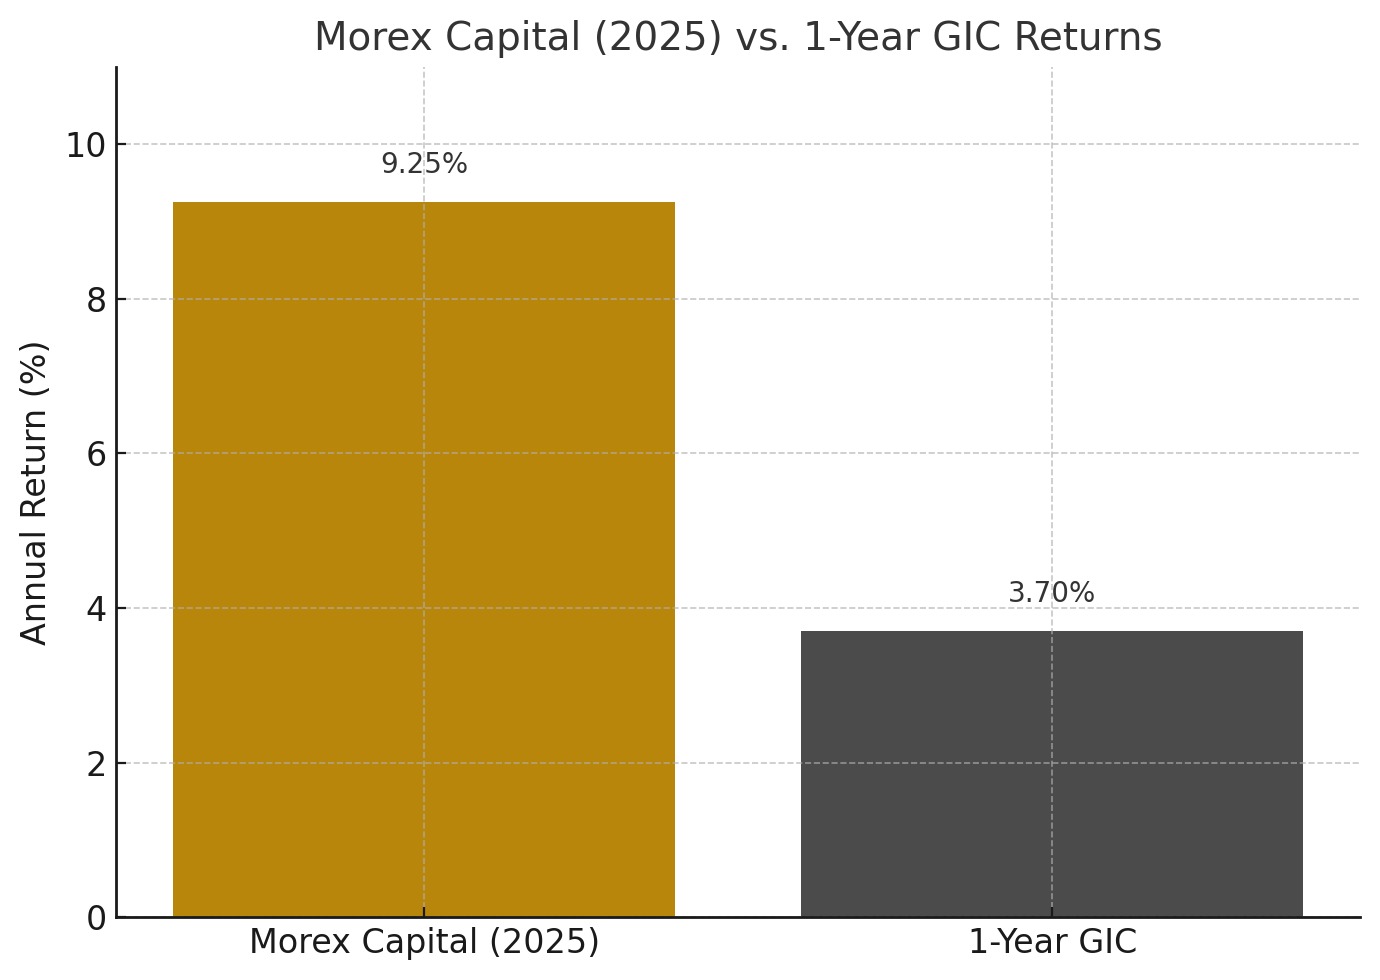 Morex Capital (2025) vs. 1-Year GIC Returns
Annual Return (%)
10
8
6
4
2
0
9.25%
3.70%
Morex Capital (2025)
1-Year GIC